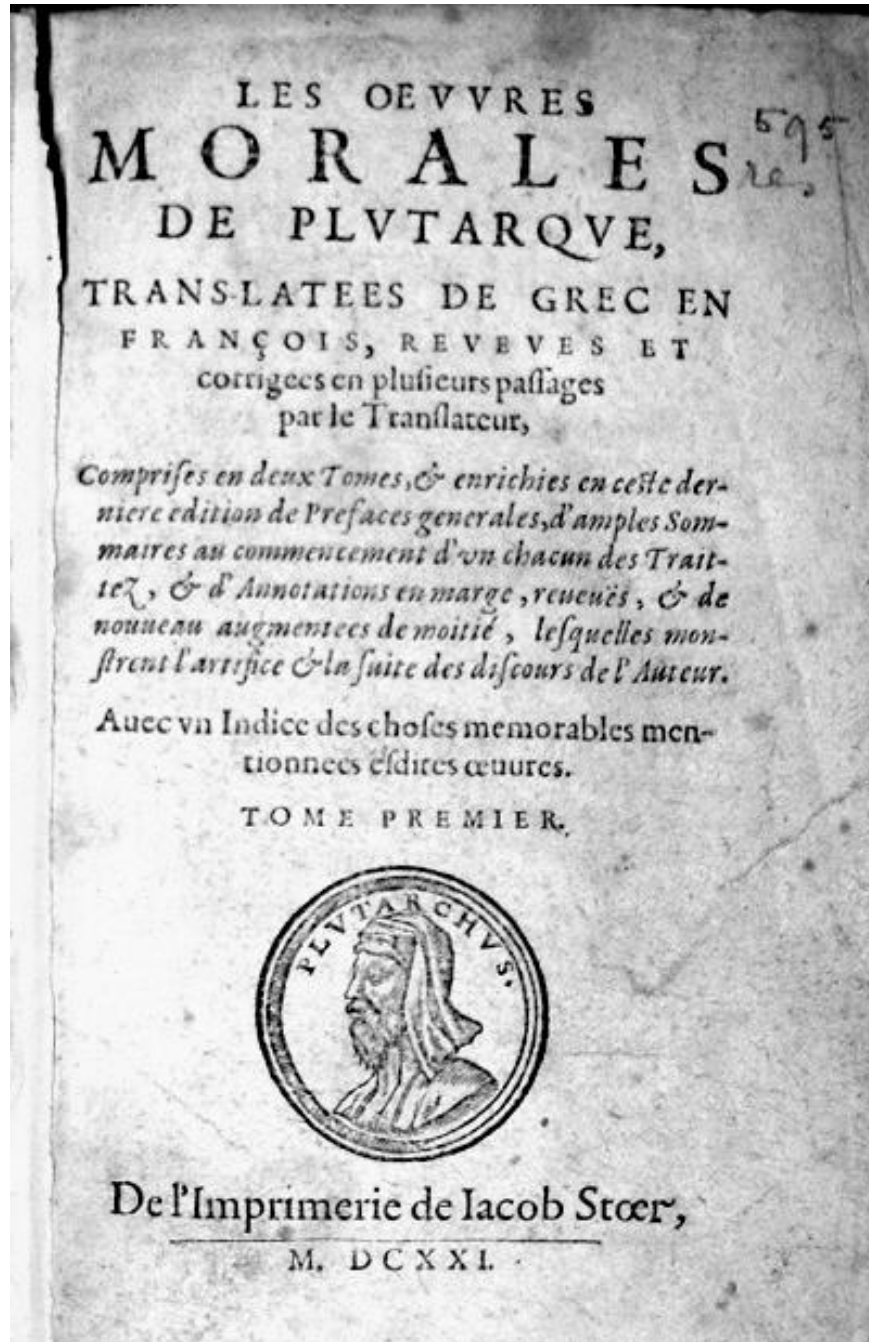 LES OEVVRES
MORALES
DE PLVTARQVE,
TRANSLATEES DE GREC EN
FRANÇOIS, REVEVES ET
corrigees en pluſieurs paſſages
par le Tranſlateur,
Compriſes en deux Tomes, & enrichies en ceſte der-
niere edition de Prefaces generales, d'amples Som-
maires au commencement d'vn chacun des Trait-
tez, & d'Annotations en marge, reueuës, & de
nouueau augmentees de moitié, leſquelles mon-
ſtrent l'artifice & la ſuite des diſcours de l'Auteur.
Auec vn Indice des choſes memorables men-
tionnees eſdites œuures.
TOME PREMIER.
PLVTARCHVS.
De l'Imprimerie de Iacob Stœr,
M. DCXXI.
595